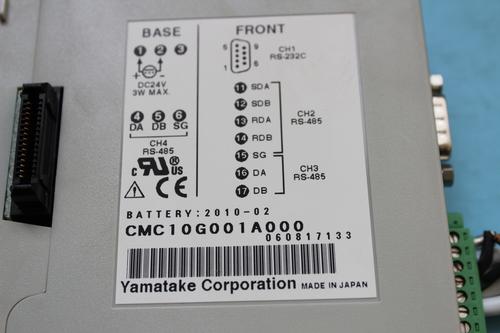 BASE
1 2 3
+ -
DC24V
3W MAX.
4 5 6
DA DB SG
CH4
RS-485
c UR ® US
CE
FRONT
5 9
1 6
CH1
RS-232C
11 SDA
12 SDB
13 RDA
14 RDB
15 SG
16 DA
17 DB
CH2
RS-485
CH3
RS-485
BATTERY:2010-02
CMC10G001A000
060817133
Yamatake Corporation MADE IN JAPAN